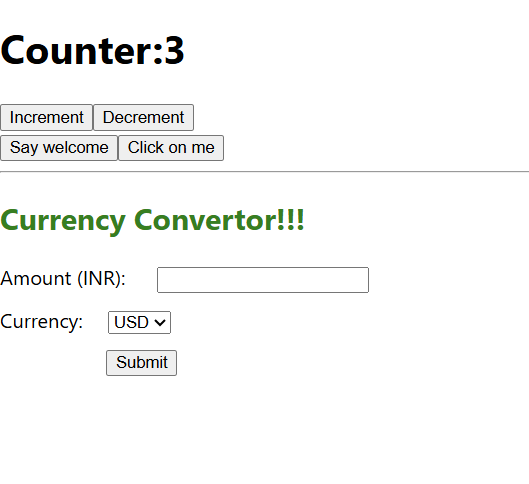 Counter:3
Increment Decrement
Say welcome Click on me
Currency Convertor!!!
Amount (INR):
Currency: USD
Submit